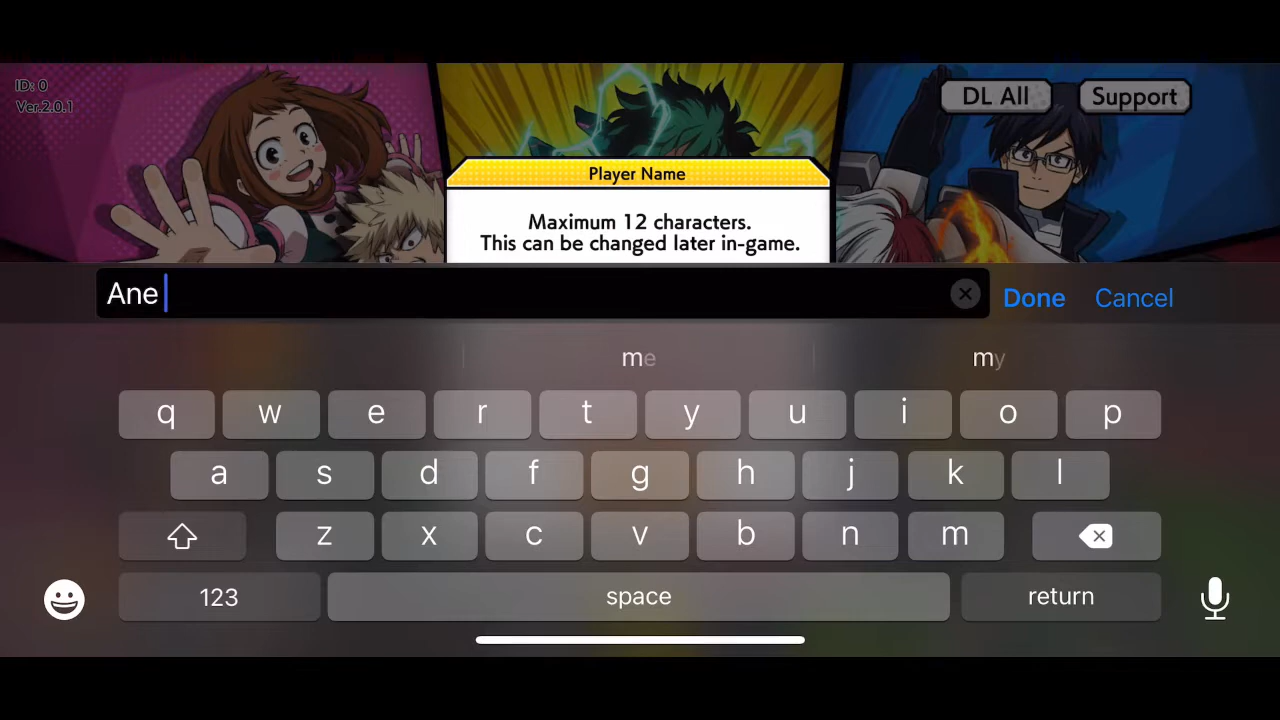 ID: 0
Ver.2.0.1
DL All
Support
Player Name
Maximum 12 characters.
This can be changed later in-game.
Ane
Done
Cancel
me
my
q w e r t y u i o p
a s d f g h j k l
z x c v b n m
123
space
return